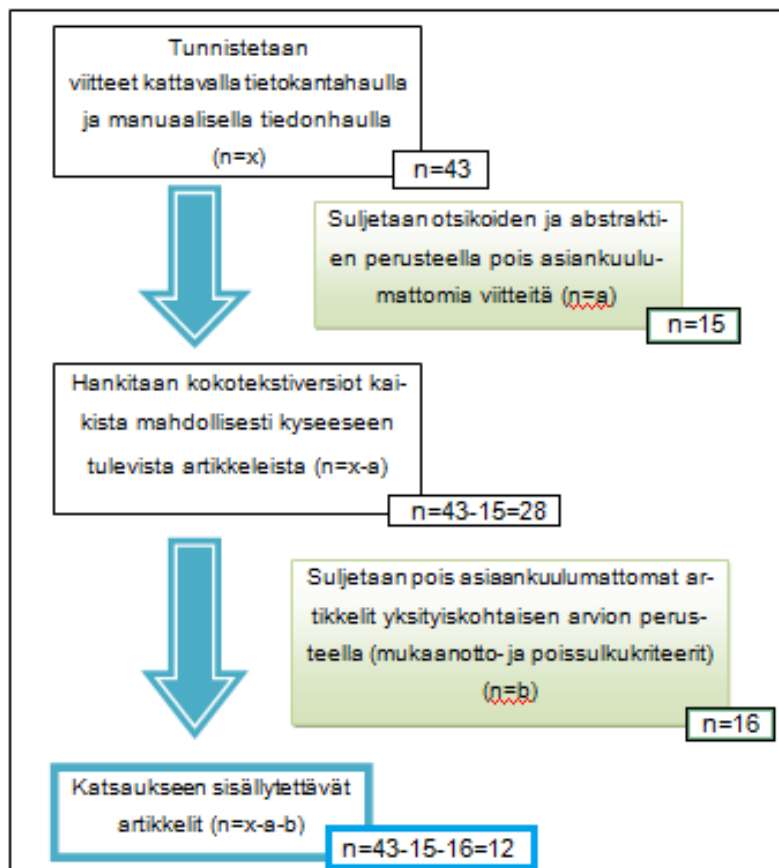 Tunnistetaan
viitteet kattavalla tietokantahaulla
ja manuaalisella tiedonhaulla
(n=x)
n=43
Suljetaan otsikoiden ja abstrakti-
en perusteella pois asiankuulu-
mattomia viitteitä (n=a)
n=15
Hankitaan kokotekstiversiot kai-
kista mahdollisesti kyseeseen
tulevista artikkeleista (n=x-a)
n=43-15=28
Suljetaan pois asiaankuulumattomat ar-
tikkelit yksityiskohtaisen arvion perus-
teella (mukaanotto- ja poissulkukriteerit)
(n=b)
n=16
Katsaukseen sisällytettävät
artikkelit (n=x-a-b)
n=43-15-16=12